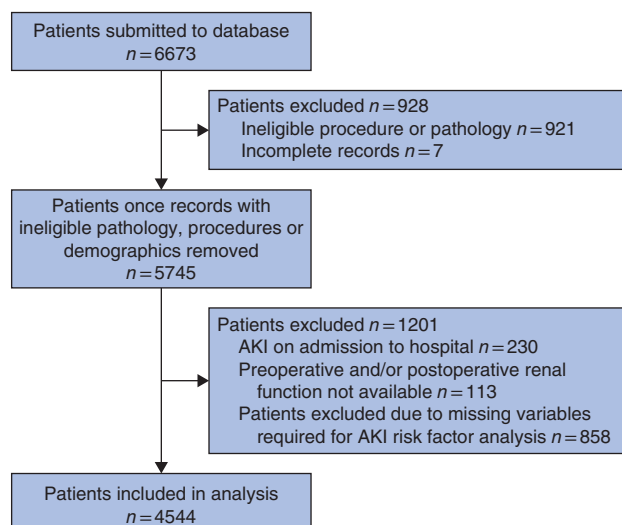 Patients submitted to database
n=6673
Patients excluded n=928
Ineligible procedure or pathology n=921
Incomplete records n=7
Patients once records with
ineligible pathology, procedures or
demographics removed
n=5745
Patients excluded n=1201
AKI on admission to hospital n=230
Preoperative and/or postoperative renal
function not available n=113
Patients excluded due to missing variables
required for AKI risk factor analysis n=858
Patients included in analysis
n=4544